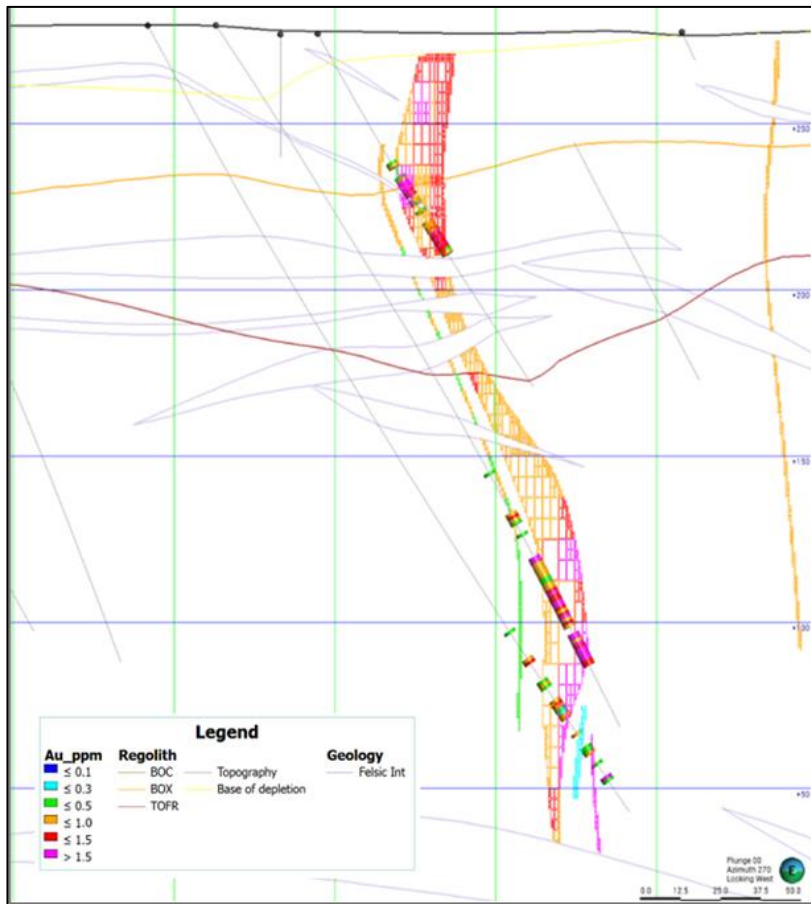 +250
+200
+150
+100
+50
Legend
Au_ppm
≤ 0.1
≤ 0.3
≤ 0.5
≤ 1.0
≤ 1.5
> 1.5
Regolith
BOC
BOX
TOFR
Topography
Base of depletion
Geology
Felsic Int
Plunge 00
Azimuth 270
Looking West
E
0.0 12.5 25.0 37.5 50.0